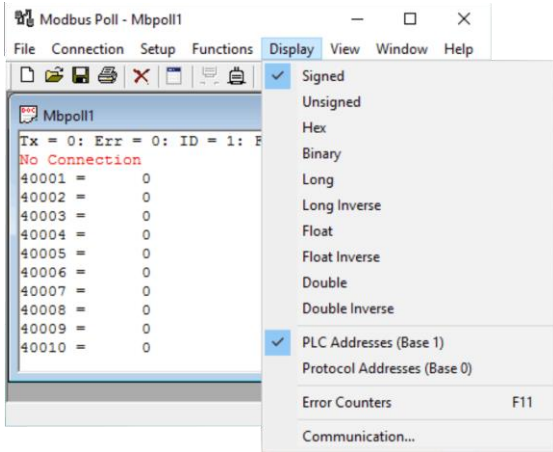 Modbus Poll - Mbpoll1
File Connection Setup Functions Display View Window Help
Mbpoll1
Tx = 0: Err = 0: ID = 1: F
No Connection
40001 = 0
40002 = 0
40003 = 0
40004 = 0
40005 = 0
40006 = 0
40007 = 0
40008 = 0
40009 = 0
40010 = 0
Signed
Unsigned
Hex
Binary
Long
Long Inverse
Float
Float Inverse
Double
Double Inverse
PLC Addresses (Base 1)
Protocol Addresses (Base 0)
Error Counters F11
Communication...